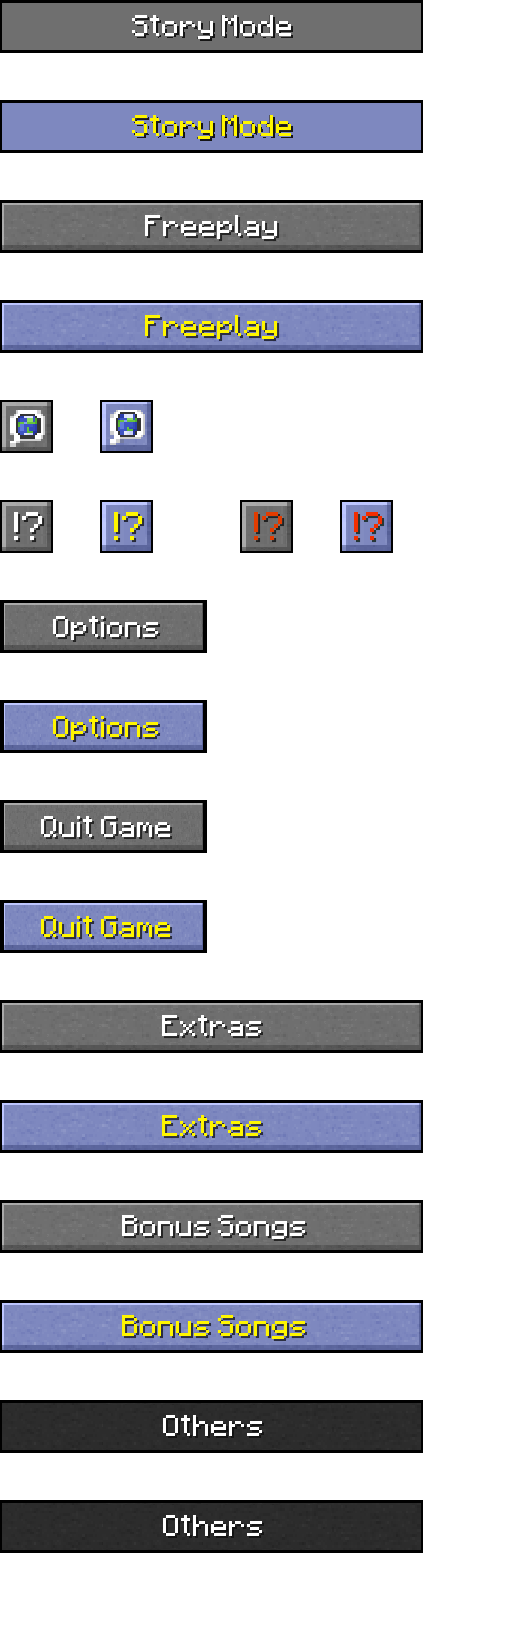 Story Mode
Story Mode
Freeplay
Freeplay
!? !? !? !?
Options
Options
Quit Game
Quit Game
Extras
Extras
Bonus Songs
Bonus Songs
Others
Others